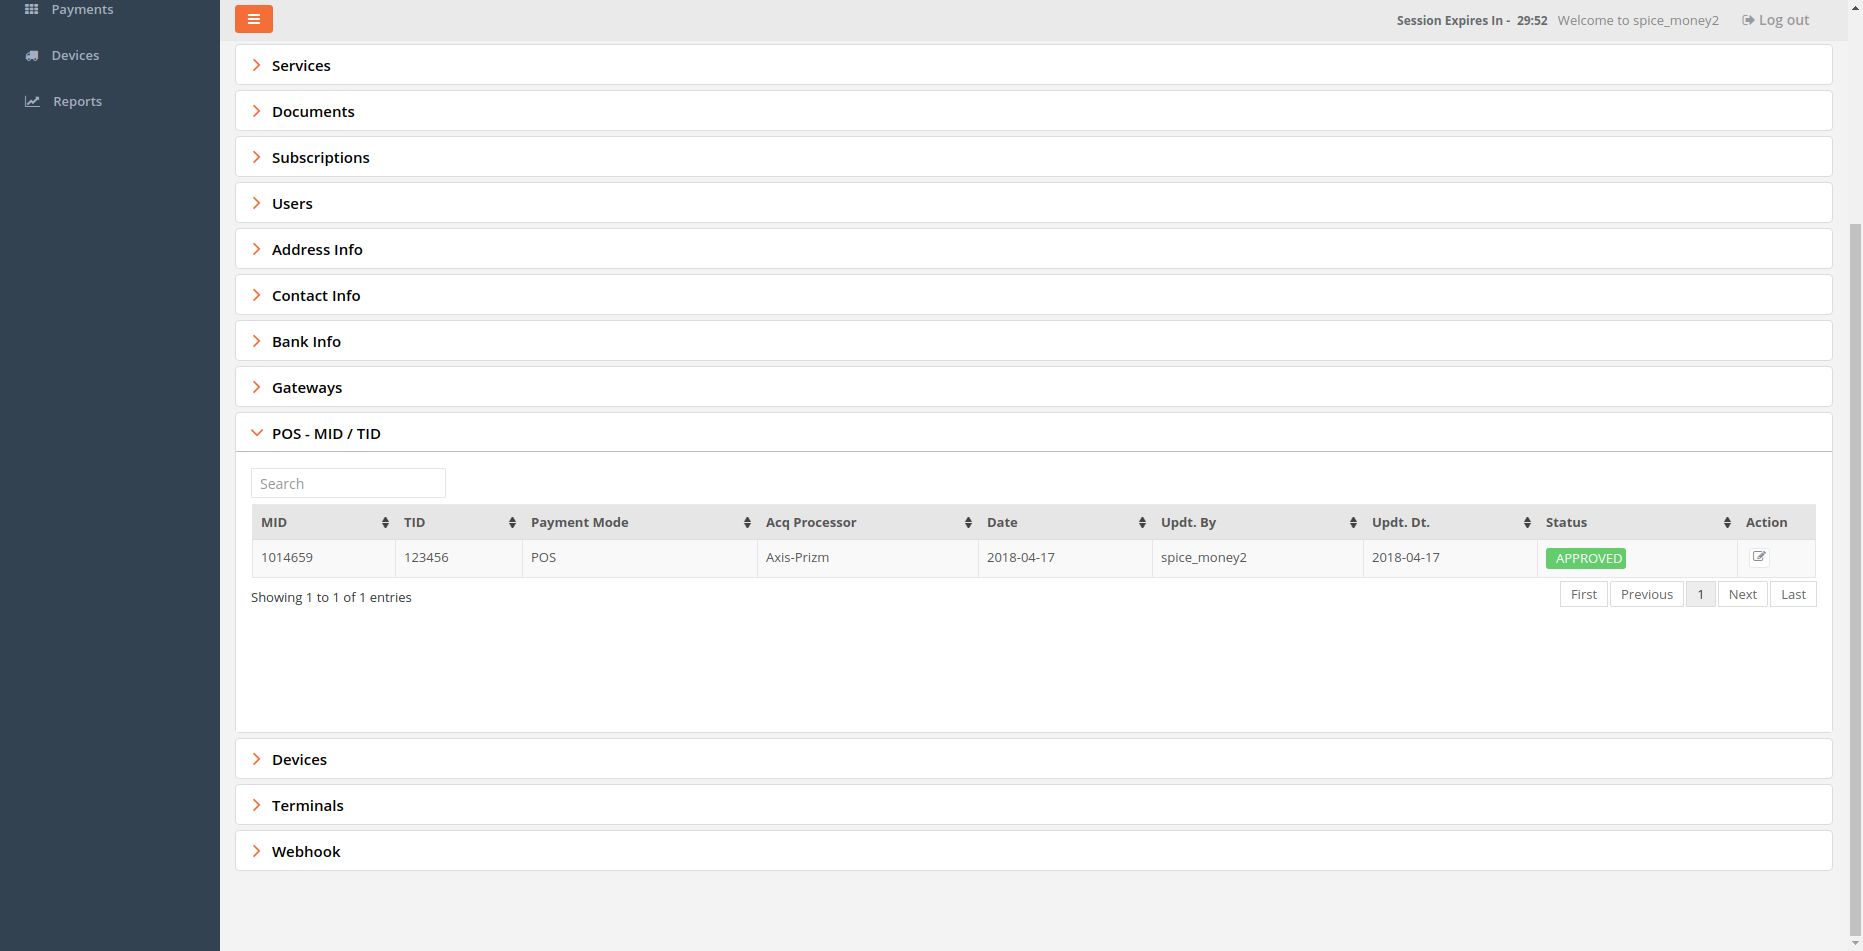 Payments
Devices
Reports
Session Expires In - 29:52 Welcome to spice_money2 Log out
Services
Documents
Subscriptions
Users
Address Info
Contact Info
Bank Info
Gateways
POS - MID / TID
Search
MID TID Payment Mode Acq Processor Date Updt. By Updt. Dt. Status Action
1014659 123456 POS Axis-Prizm 2018-04-17 spice_money2 2018-04-17 APPROVED
Showing 1 to 1 of 1 entries
First Previous 1 Next Last
Devices
Terminals
Webhook